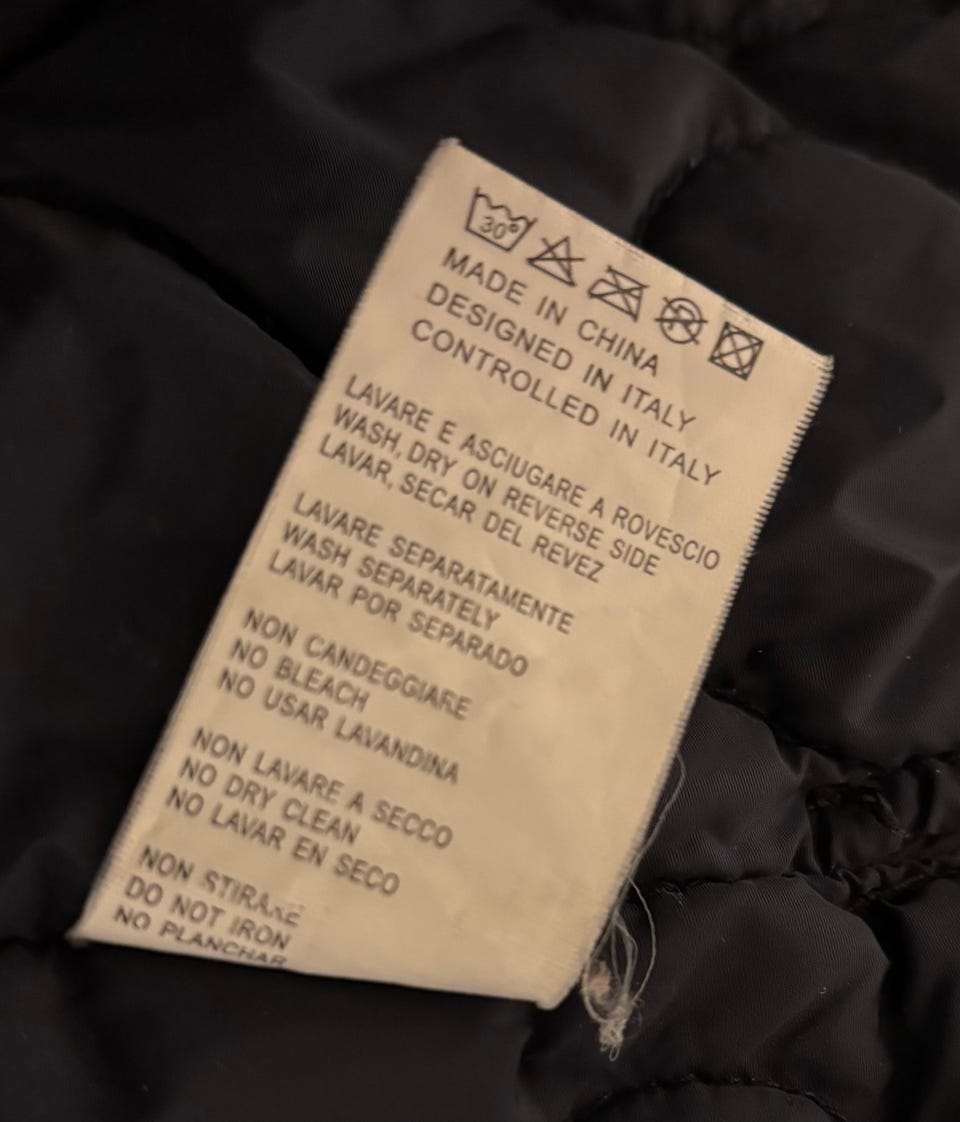 30°
MADE IN CHINA
DESIGNED IN ITALY
CONTROLLED IN ITALY
LAVARE E ASCIUGARE A ROVESCIO
WASH, DRY ON REVERSE SIDE
LAVAR, SECAR DEL REVEZ
LAVARE SEPARATAMENTE
WASH SEPARATELY
LAVAR POR SEPARADO
NON CANDEGGIARE
NO BLEACH
NO USAR LAVANDINA
NON LAVARE A SECCO
NO DRY CLEAN
NO LAVAR EN SECO
NON STIRARE
DO NOT IRON
NO PLANCHAR